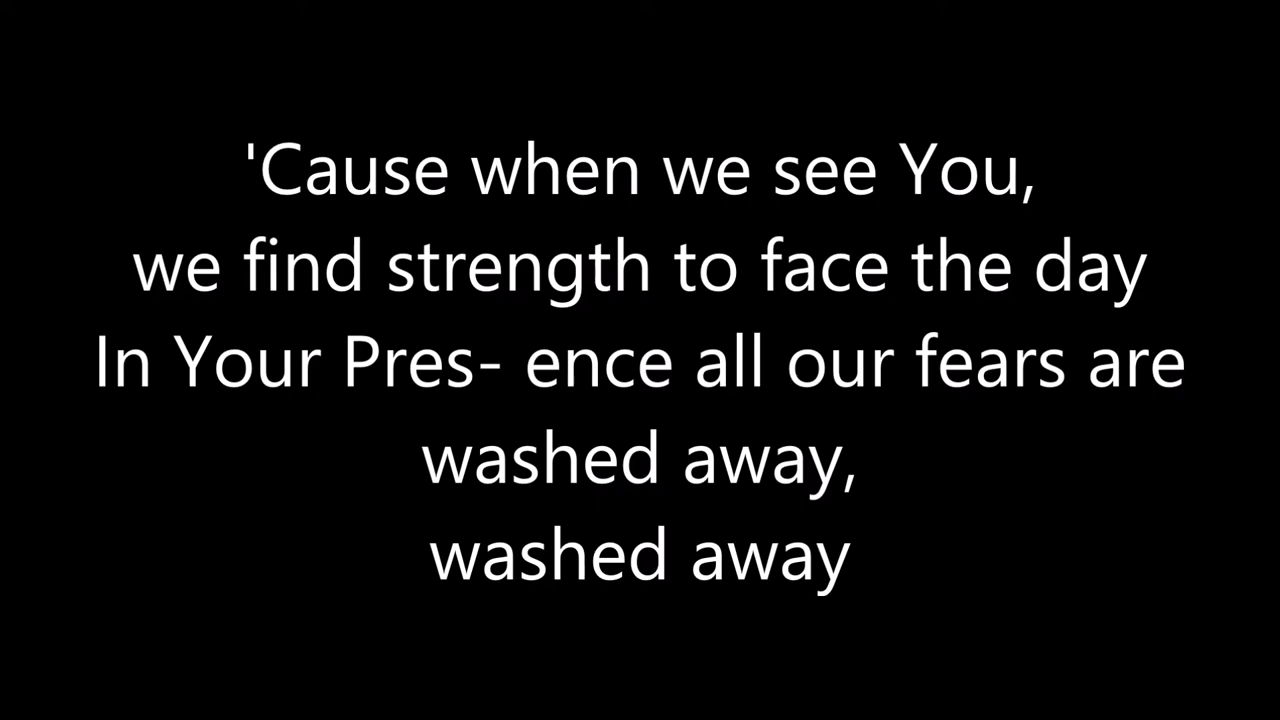 'Cause when we see You,
we find strength to face the day
In Your Pres- ence all our fears are
washed away,
washed away